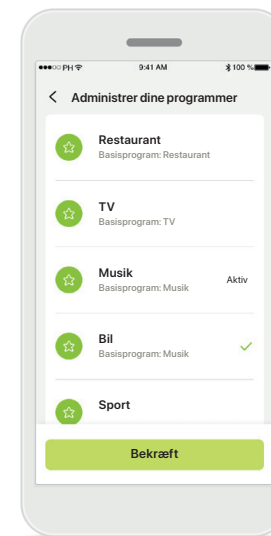 PH 9:41 AM 100 %
Administrer dine programmer
Restaurant
Basisprogram: Restaurant
TV
Basisprogram: TV
Musik
Basisprogram: Musik
Aktiv
Bil
Basisprogram: Musik
Sport
Bekræft